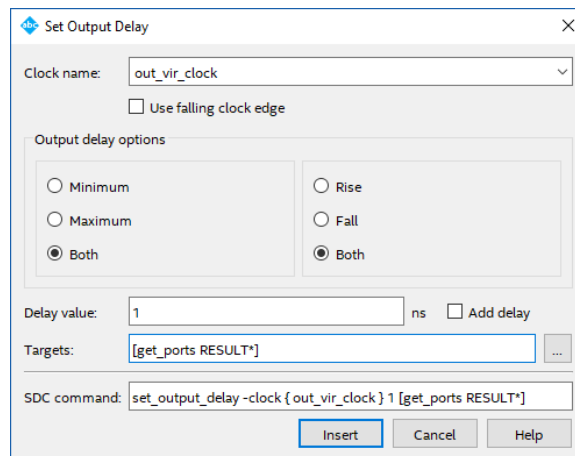 abc Set Output Delay
Clock name: out_vir_clock
Use falling clock edge
Output delay options
Minimum Rise
Maximum Fall
Both Both
Delay value: 1 ns Add delay
Targets: [get_ports RESULT*] ...
SDC command: set_output_delay -clock { out_vir_clock } 1 [get_ports RESULT*]
Insert Cancel Help